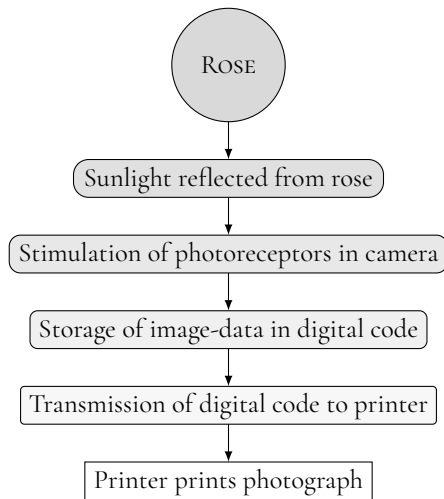 Rose
Sunlight reflected from rose
Stimulation of photoreceptors in camera
Storage of image-data in digital code
Transmission of digital code to printer
Printer prints photograph